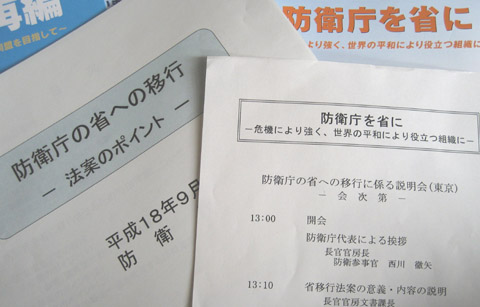 再編
防衛庁を省に
より強く、世界の平和により役立つ組織に
防衛庁の省への移行
― 法案のポイント ―
平成18年9月
防衛
防衛庁を省に
―危機により強く、世界の平和により役立つ組織に―
防衛庁の省への移行に係る説明会(東京)
― 会 次 第 ―
13:00 開会
防衛庁代表による挨拶
長官官房長
防衛参事官 西川 徹矢
13:10 省移行法案の意義・内容の説明
長官官房文書課長